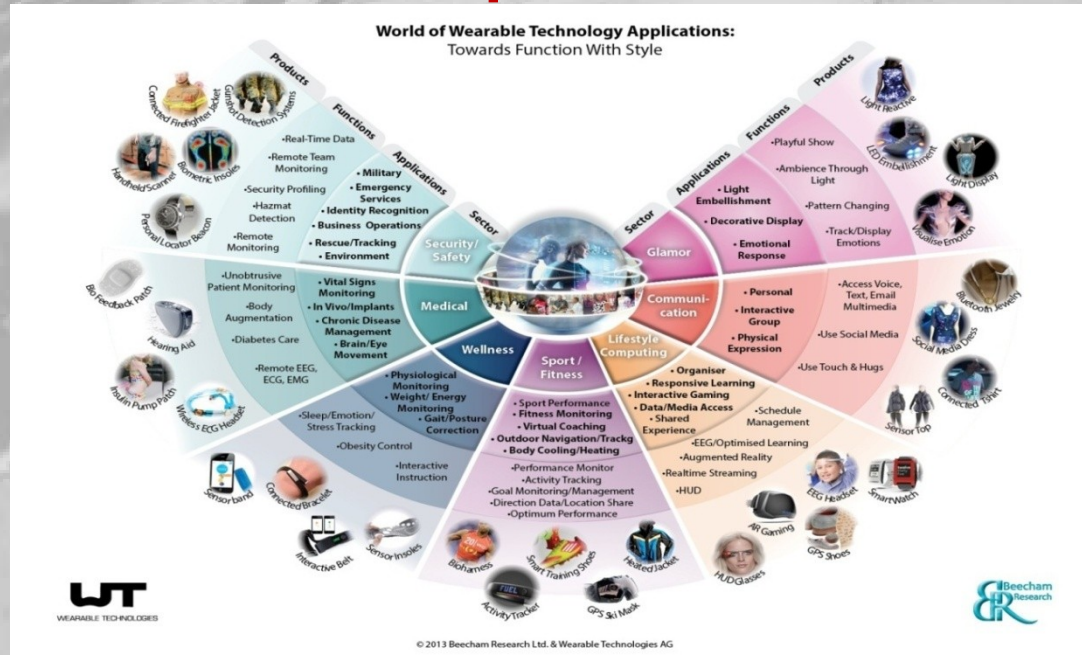 World of Wearable Technology Applications:
Towards Function With Style
Products
Functions
Applications
Sector
Security/
Safety
• Military
• Emergency
Services
• Identity Recognition
• Business Operations
• Rescue/Tracking
• Environment
•Real-Time Data
•Remote Team
Monitoring
•Security Profiling
•Hazmat
Detection
•Remote
Monitoring
Gunshot Detection Systems
Connected Firefighter Jacket
Biometric Insoles
Handheld Scanner
Personal Locator Beacon
Medical
• Vital Signs
Monitoring
• In Vivo/Implants
• Chronic Disease
Management
• Brain/Eye
Movement
•Unobtrusive
Patient Monitoring
•Body
Augmentation
•Diabetes Care
•Remote EEG,
ECG, EMG
Bio Feedback Patch
Hearing Aid
Insulin Pump Patch
Wireless ECG Headset
Wellness
• Physiological
Monitoring
• Weight/ Energy
Monitoring
• Gait/Posture
Correction
•Sleep/Emotion/
Stress Tracking
•Obesity Control
•Interactive
Instruction
Sensor band
Connected Bracelet
Interactive Belt
Sensor Insoles
Sport /
Fitness
• Sport Performance
• Fitness Monitoring
• Virtual Coaching
• Outdoor Navigation/Trackg
• Body Cooling/Heating
•Performance Monitor
•Activity Tracking
•Goal Monitoring/Management
•Direction Data/Location Share
•Optimum Performance
Bioharness
FUEL
Activity Tracker
Smart Training Shoes
GPS Ski Mask
Heated Jacket
Lifestyle
Computing
• Organiser
• Responsive Learning
• Interactive Gaming
• Data/Media Access
• Shared
Experience
•Schedule
Management
•EEG/Optimised Learning
•Augmented Reality
•Realtime Streaming
•HUD
HUD Glasses
AR Gaming
GPS Shoes
EEG Headset
SmartWatch
Communi-
cation
• Personal
• Interactive
Group
• Physical
Expression
•Access Voice,
Text, Email
Multimedia
•Use Social Media
•Use Touch & Hugs
Bluetooth Jewelry
Social Media Dress
Connected Tshirt
Sensor Top
Products
Functions
Applications
Sector
Glamor
• Light
Embellishment
• Decorative Display
• Emotional
Response
•Playful Show
•Ambience Through
Light
•Pattern Changing
•Track/Display
Emotions
Light Reactive
LED Embellishment
Light Display
Visualise Emotion
WT
WEARABLE TECHNOLOGIES
Beecham
Research
© 2013 Beecham Research Ltd. & Wearable Technologies AG